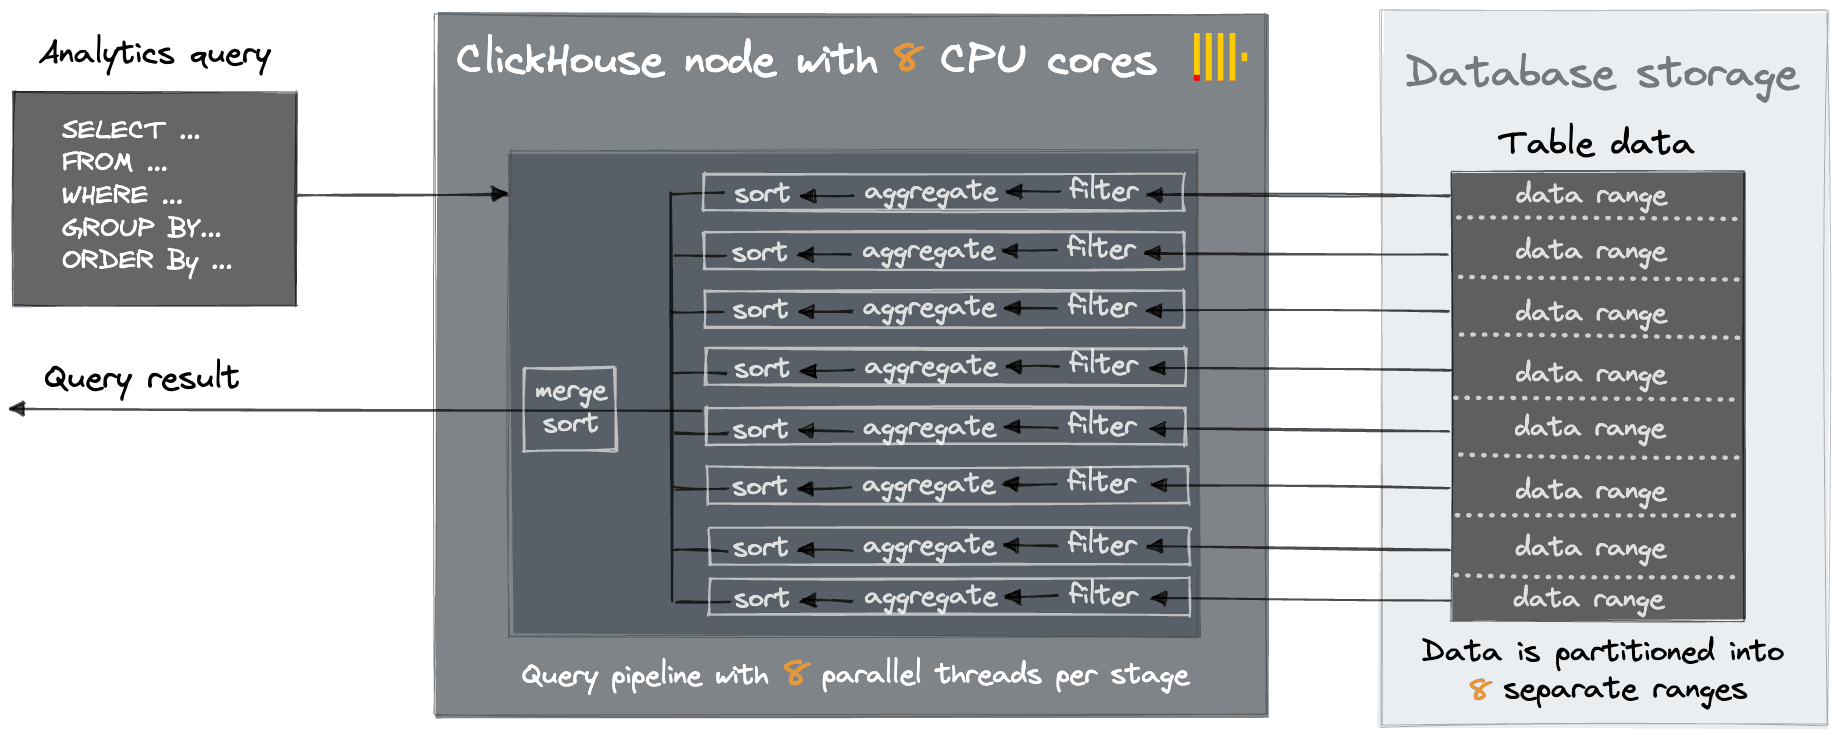 Analytics query
SELECT ...
FROM ...
WHERE ...
GROUP BY...
ORDER By ...
Query result
ClickHouse node with 8 CPU cores
sort aggregate filter
sort aggregate filter
sort aggregate filter
sort aggregate filter
sort aggregate filter
sort aggregate filter
sort aggregate filter
sort aggregate filter
merge
sort
Query pipeline with 8 parallel threads per stage
Database storage
Table data
data range
data range
data range
data range
data range
data range
data range
data range
Data is partitioned into
8 separate ranges